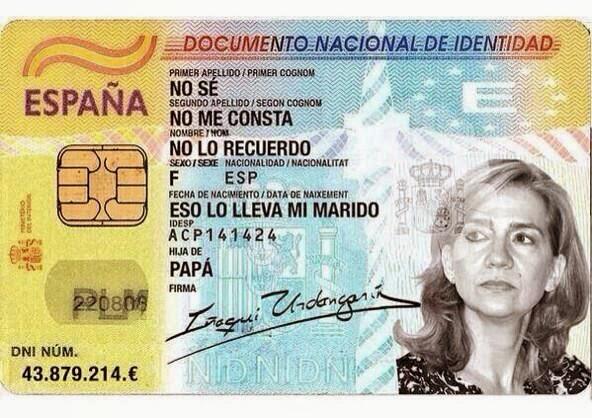 DOCUMENTO NACIONAL DE IDENTIDAD
ESPAÑA
PRIMER APELLIDO / PRIMER COGNOM
NO SÉ
SEGUNDO APELLIDO / SEGON COGNOM
NO ME CONSTA
NOMBRE / NOM
NO LO RECUERDO
SEXO / SEXE NACIONALIDAD / NACIONALITAT
F ESP
FECHA DE NACIMIENTO / DATA DE NAIXEMENT
ESO LO LLEVA MI MARIDO
IDESP
ACP141424
HIJA DE
PAPÁ
FIRMA
Iñaqui Urdangarin
MINISTERIO
DEL INTERIOR
220806
PLM
DNI NÚM.
43.879.214.€
NIDNIDN
E